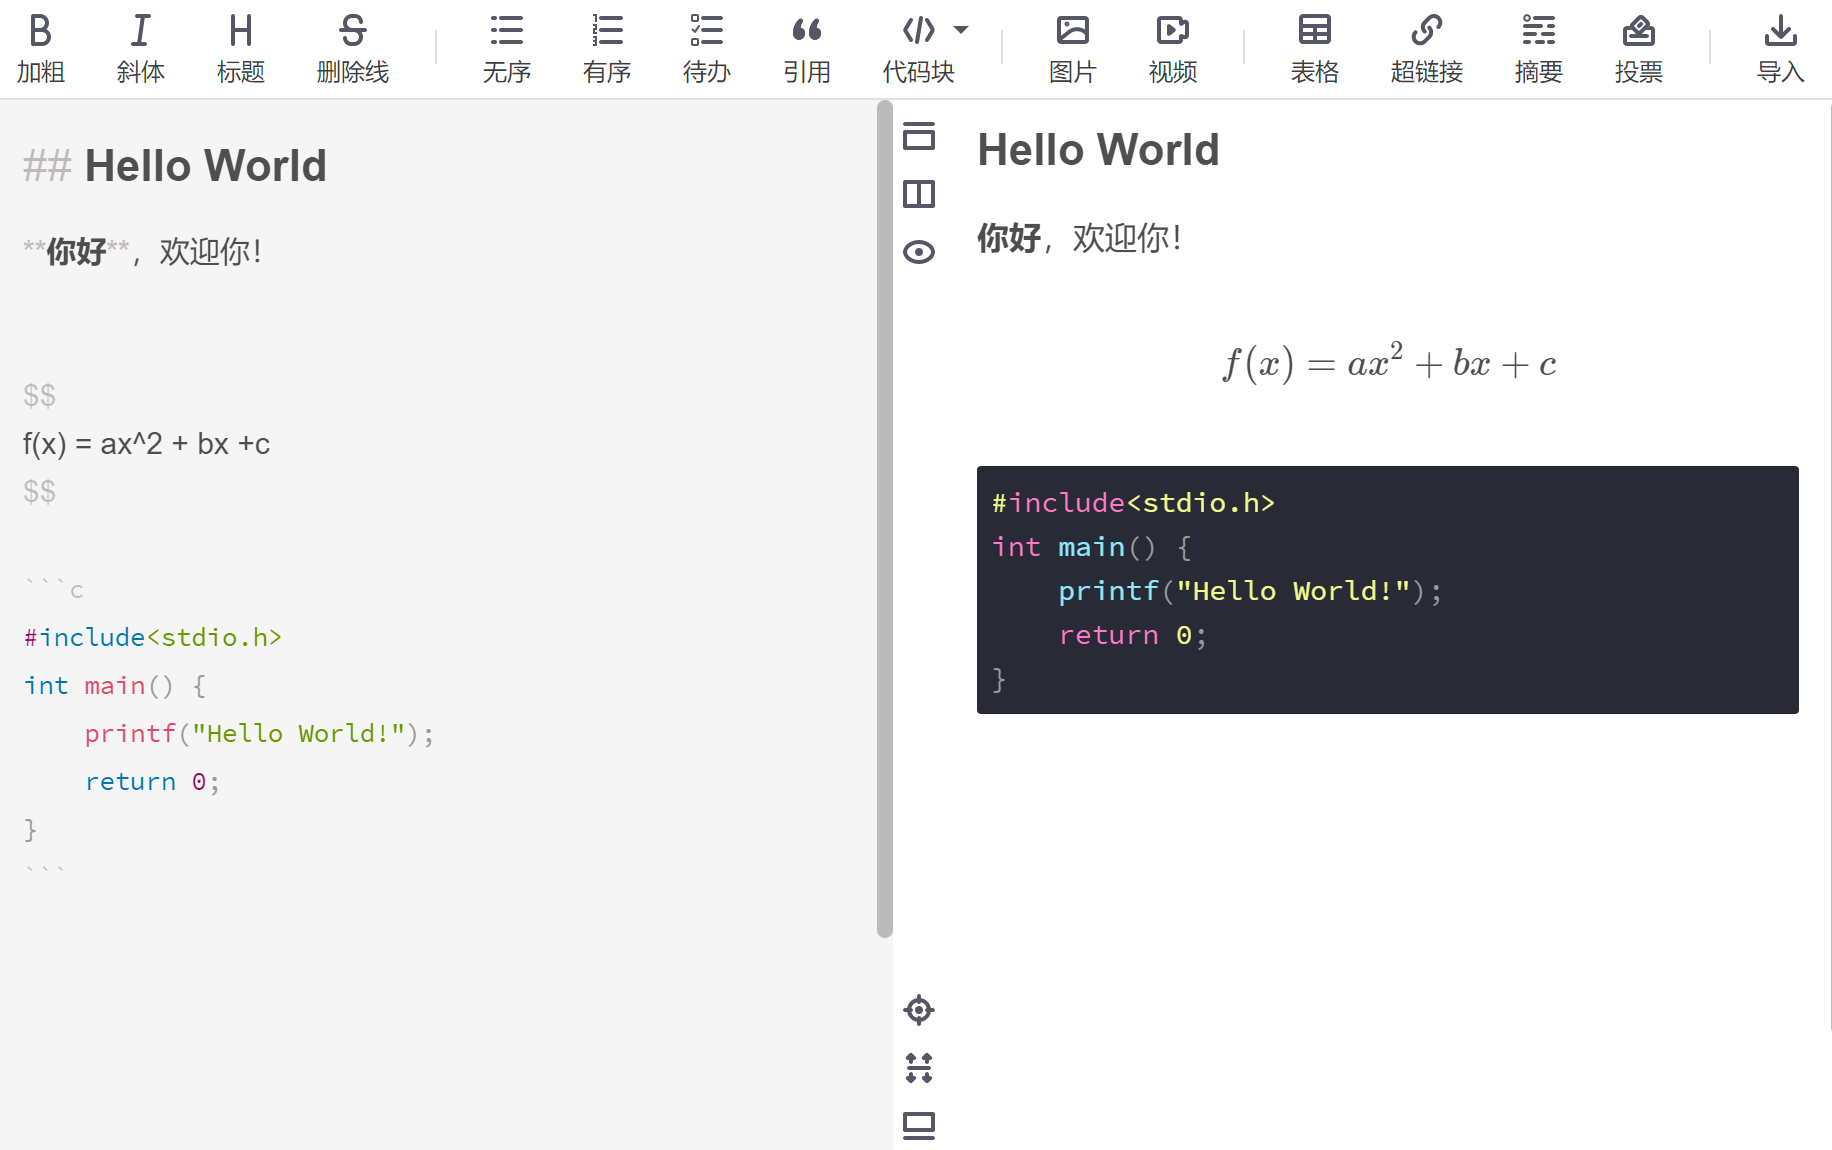 加粗 斜体 标题 删除线 无序 有序 待办 引用 代码块 图片 视频 表格 超链接 摘要 投票 导入
## Hello World
**你好**，欢迎你！
$$
f(x) = ax^2 + bx +c
$$
```c
#include<stdio.h>
int main() {
    printf("Hello World!");
    return 0;
}
```
Hello World
你好，欢迎你！
f(x) = ax² + bx + c
#include<stdio.h>
int main() {
    printf("Hello World!");
    return 0;
}